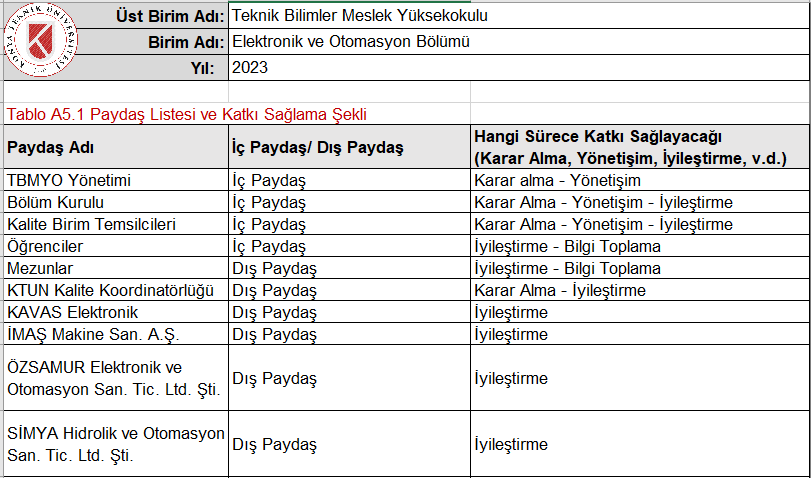 KONYA TEKNİK ÜNİVERSİTESİ
Üst Birim Adı: Teknik Bilimler Meslek Yüksekokulu
Birim Adı: Elektronik ve Otomasyon Bölümü
Yıl: 2023
Tablo A5.1 Paydaş Listesi ve Katkı Sağlama Şekli
Paydaş Adı İç Paydaş/ Dış Paydaş Hangi Sürece Katkı Sağlayacağı
(Karar Alma, Yönetişim, İyileştirme, v.d.)
TBMYO Yönetimi İç Paydaş Karar alma - Yönetişim
Bölüm Kurulu İç Paydaş Karar Alma - Yönetişim - İyileştirme
Kalite Birim Temsilcileri İç Paydaş Karar Alma - Yönetişim - İyileştirme
Öğrenciler İç Paydaş İyileştirme - Bilgi Toplama
Mezunlar Dış Paydaş İyileştirme - Bilgi Toplama
KTUN Kalite Koordinatörlüğü Dış Paydaş Karar Alma - İyileştirme
KAVAS Elektronik Dış Paydaş İyileştirme
İMAŞ Makine San. A.Ş. Dış Paydaş İyileştirme
ÖZSAMUR Elektronik ve
Otomasyon San. Tic. Ltd. Şti. Dış Paydaş İyileştirme
SİMYA Hidrolik ve Otomasyon
San. Tic. Ltd. Şti. Dış Paydaş İyileştirme